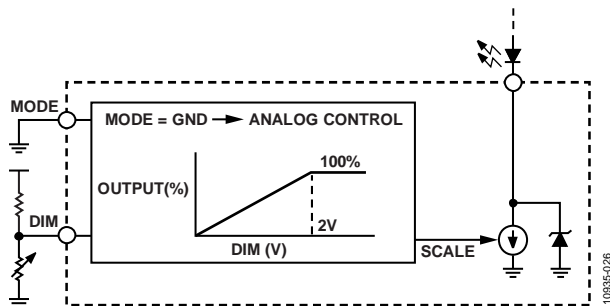 MODE
MODE = GND ANALOG CONTROL
100%
OUTPUT(%)
DIM
2V
DIM (V)
SCALE
10935-026